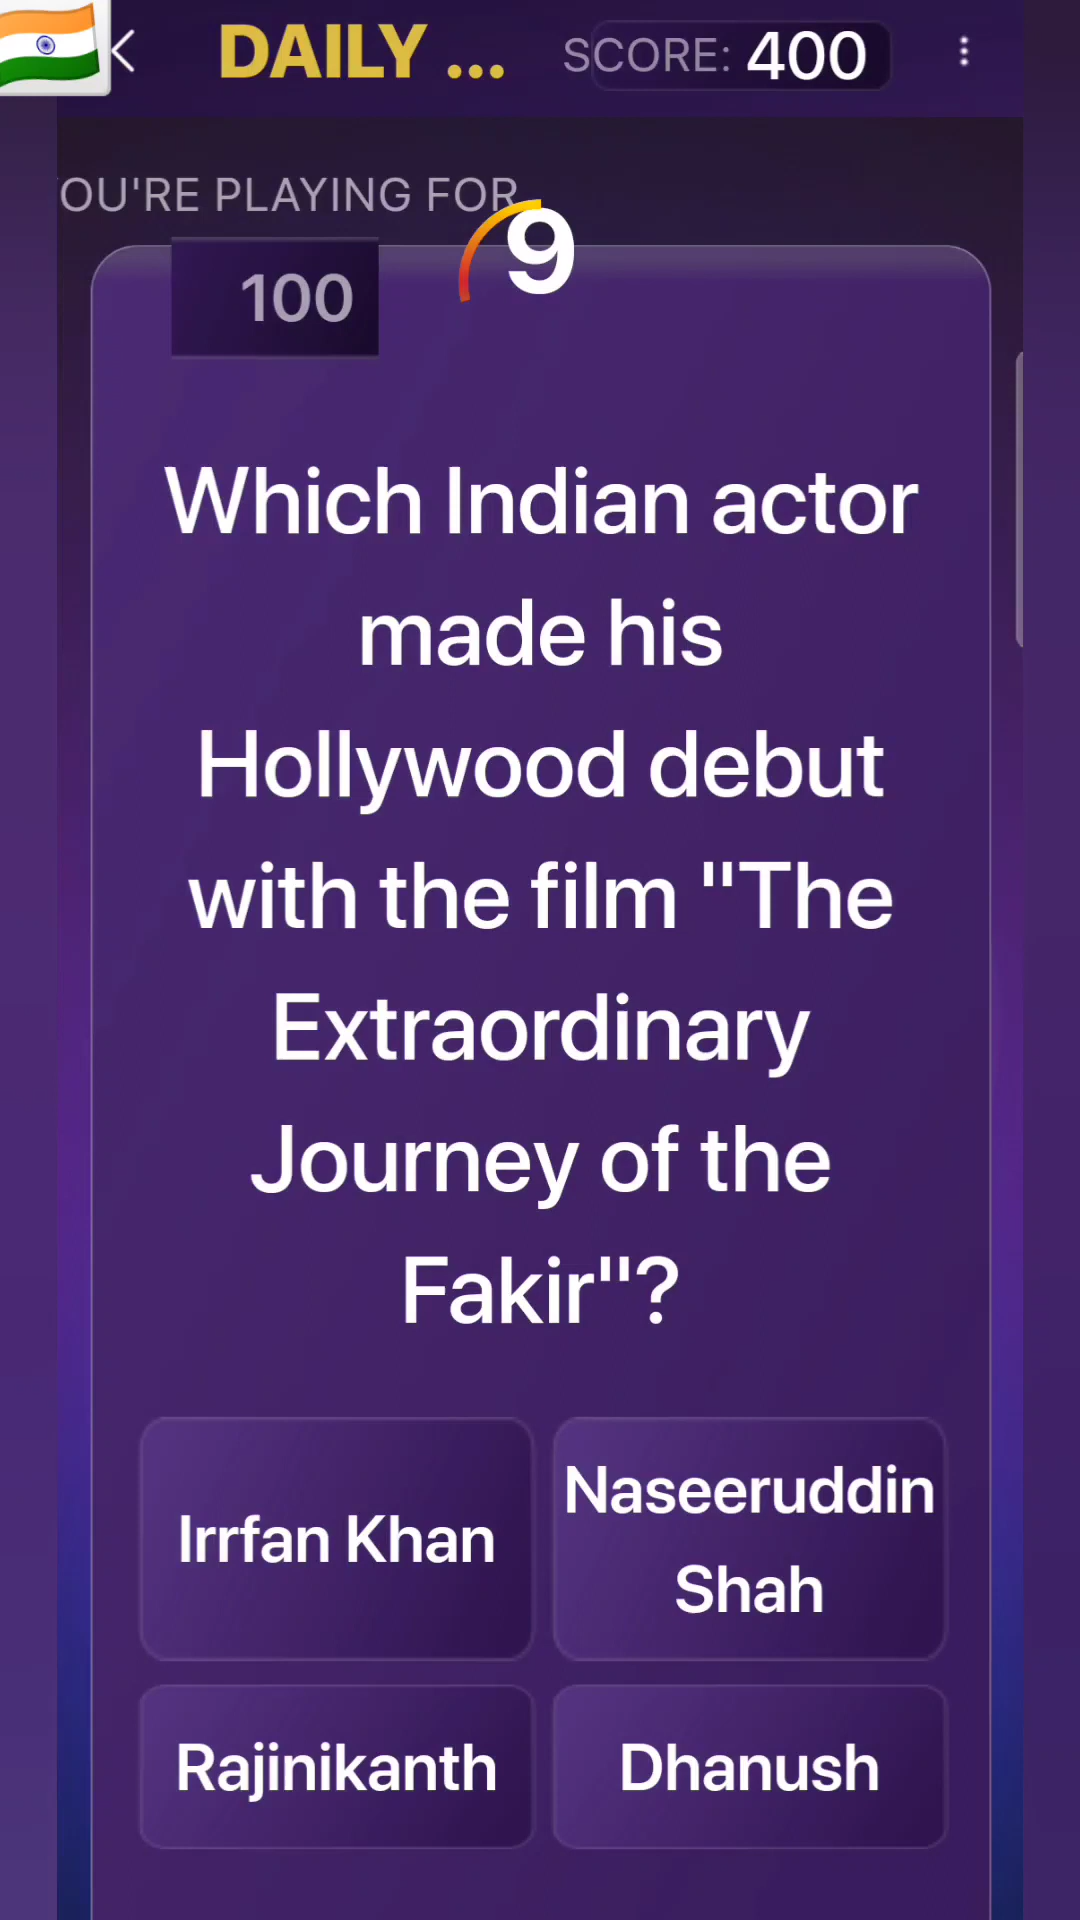 DAILY ...
SCORE: 400
OU'RE PLAYING FOR
9
100
Which Indian actor
made his
Hollywood debut
with the film "The
Extraordinary
Journey of the
Fakir"?
Irrfan Khan
Naseeruddin
Shah
Rajinikanth
Dhanush